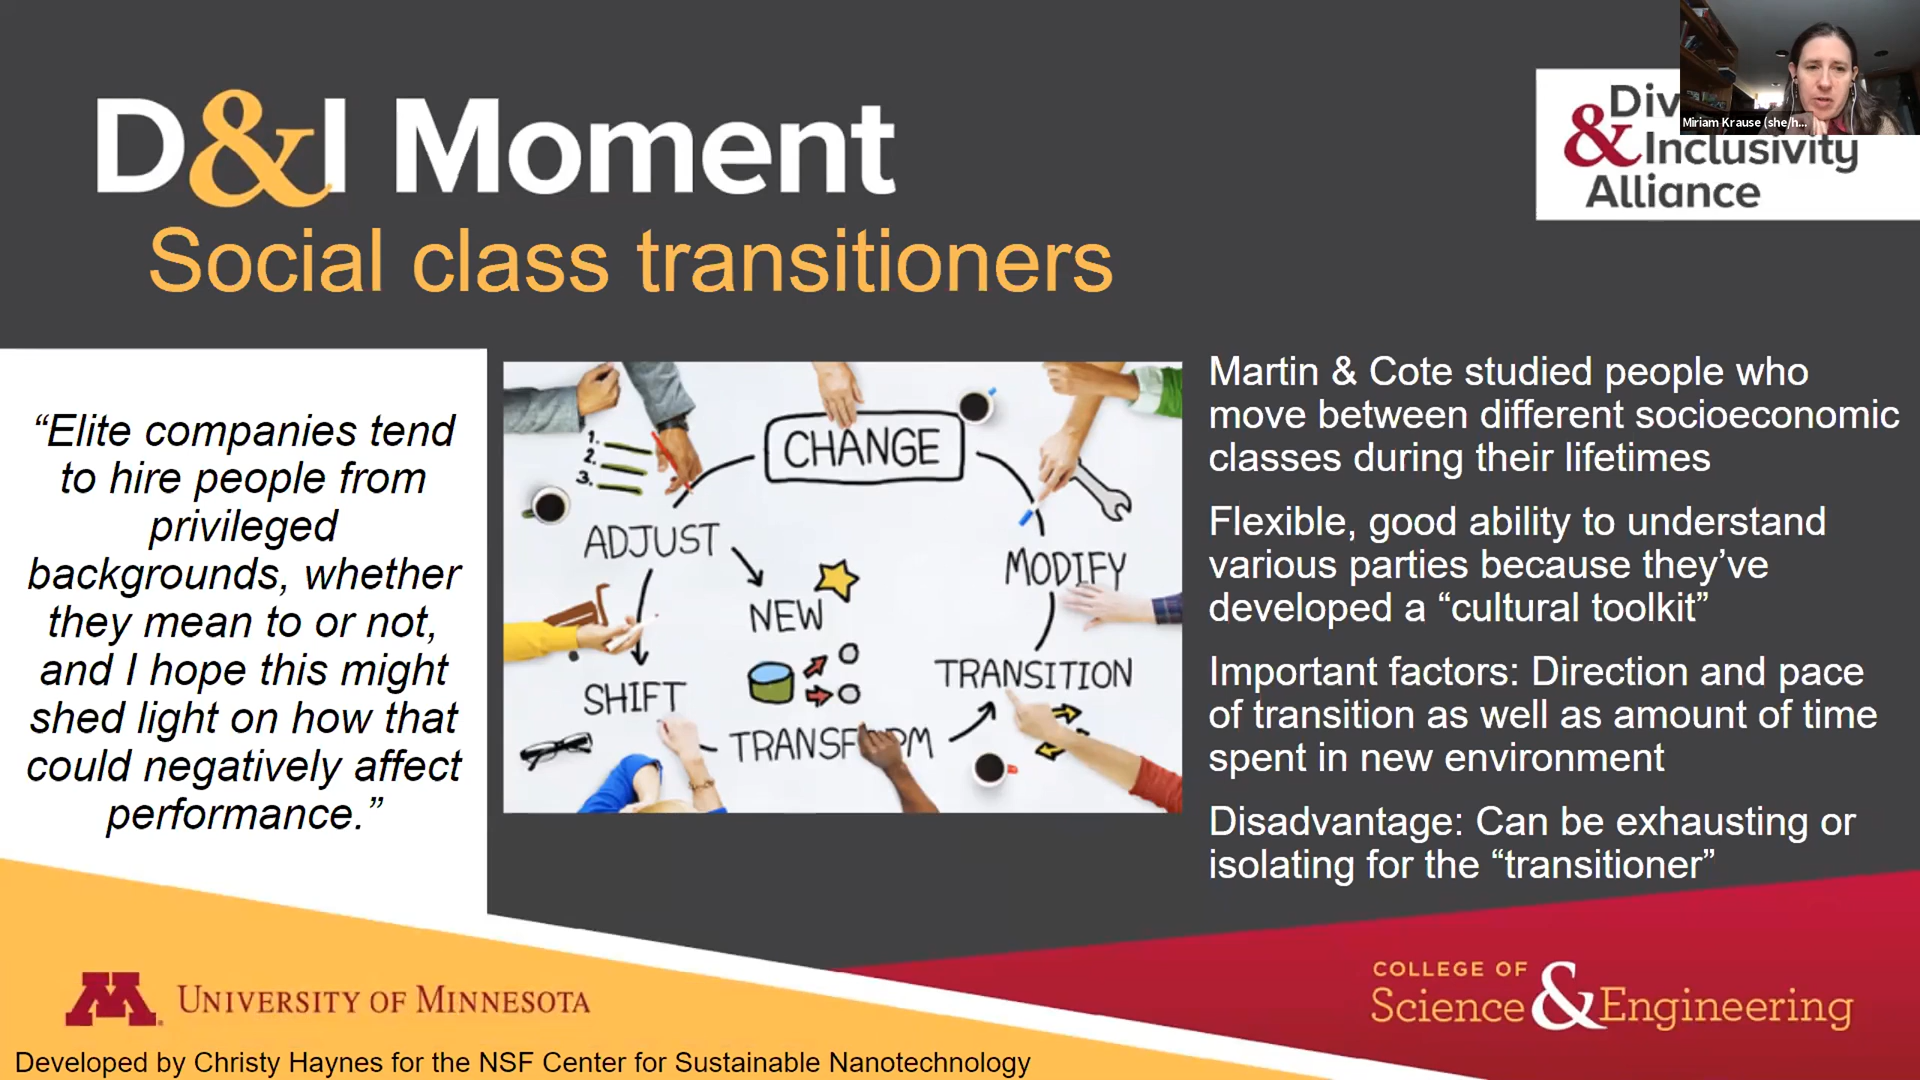 D&I Moment
Social class transitioners
Div
& Inclusivity
Alliance
Miriam Krause (she/h...
“Elite companies tend
to hire people from
privileged
backgrounds, whether
they mean to or not,
and I hope this might
shed light on how that
could negatively affect
performance.”
CHANGE
1.
2.
3.
ADJUST
MODIFY
NEW
SHIFT
TRANSITION
TRANSFORM
Martin & Cote studied people who
move between different socioeconomic
classes during their lifetimes
Flexible, good ability to understand
various parties because they’ve
developed a “cultural toolkit”
Important factors: Direction and pace
of transition as well as amount of time
spent in new environment
Disadvantage: Can be exhausting or
isolating for the “transitioner”
M
UNIVERSITY OF MINNESOTA
COLLEGE OF
Science & Engineering
Developed by Christy Haynes for the NSF Center for Sustainable Nanotechnology